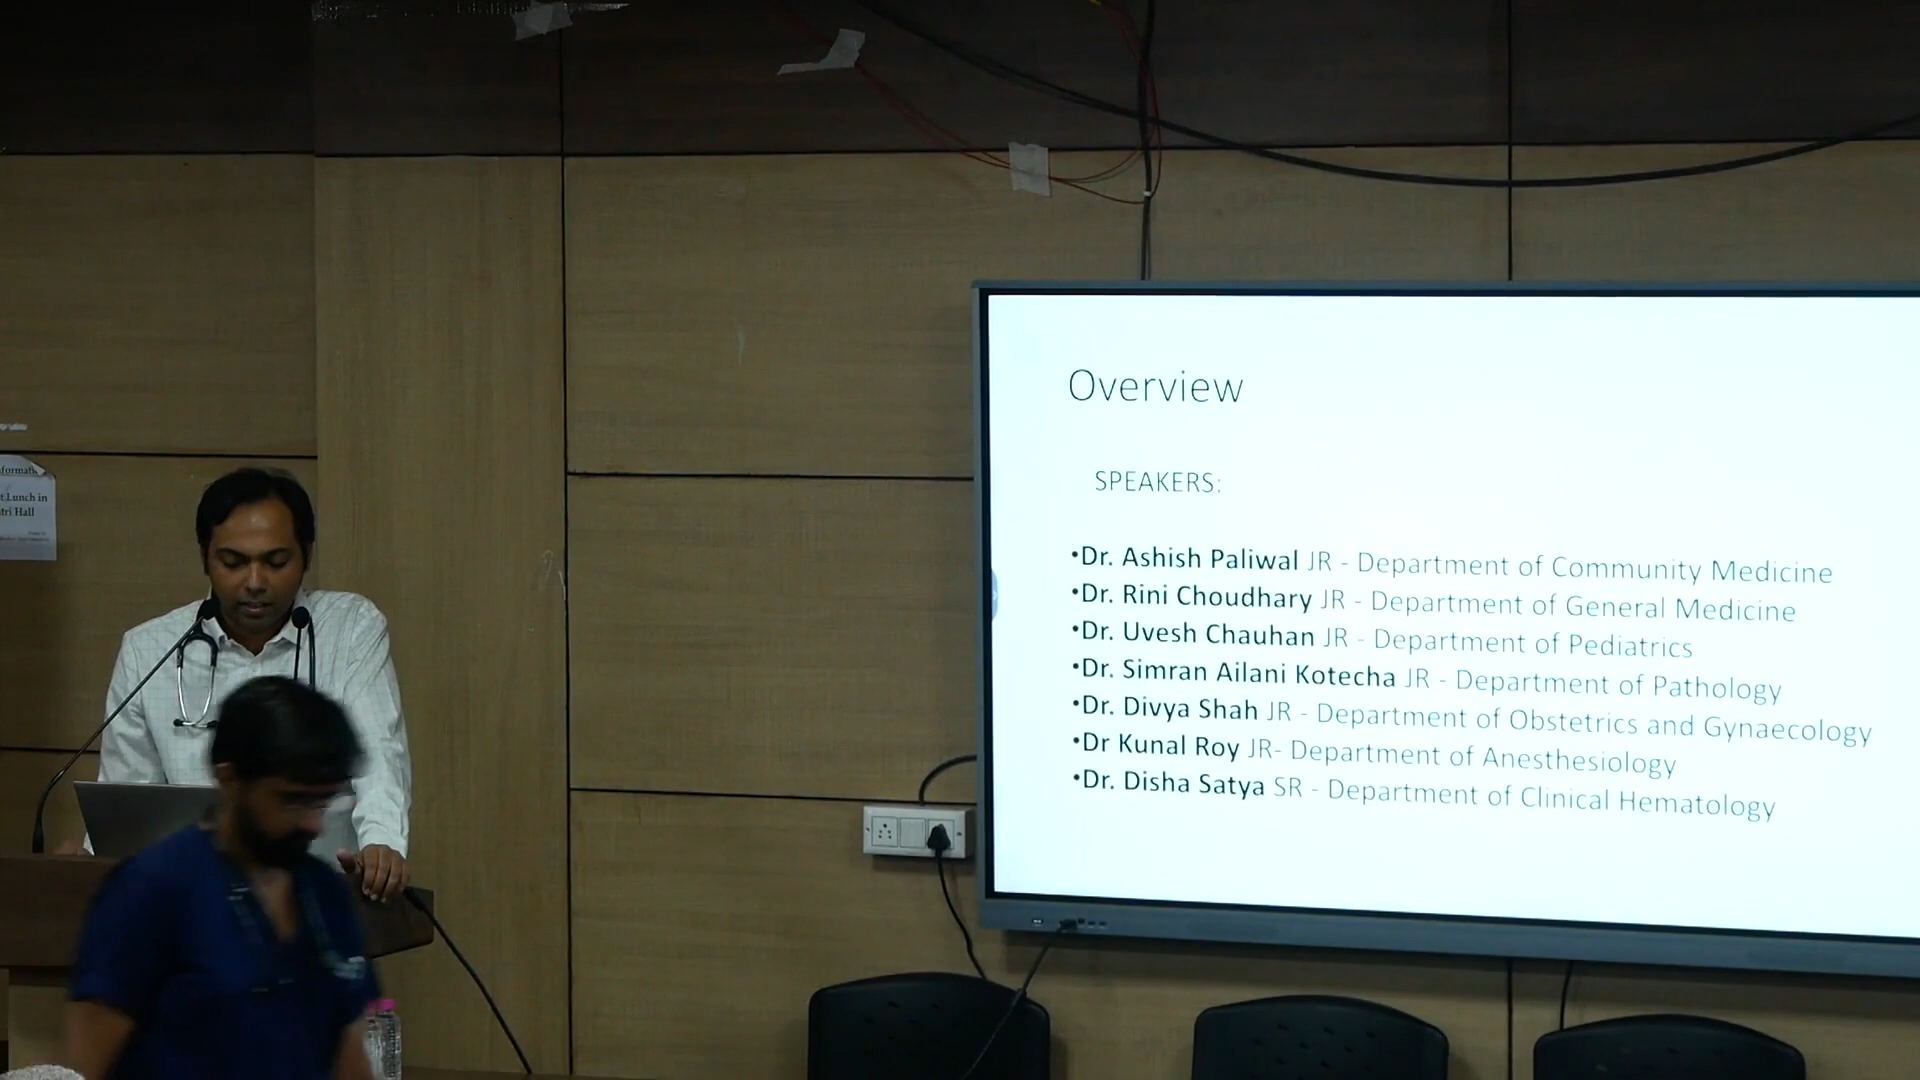 t Lunch in
tri Hall
Overview
SPEAKERS:
•Dr. Ashish Paliwal JR - Department of Community Medicine
•Dr. Rini Choudhary JR - Department of General Medicine
•Dr. Uvesh Chauhan JR - Department of Pediatrics
•Dr. Simran Ailani Kotecha JR - Department of Pathology
•Dr. Divya Shah JR - Department of Obstetrics and Gynaecology
•Dr Kunal Roy JR- Department of Anesthesiology
•Dr. Disha Satya SR - Department of Clinical Hematology